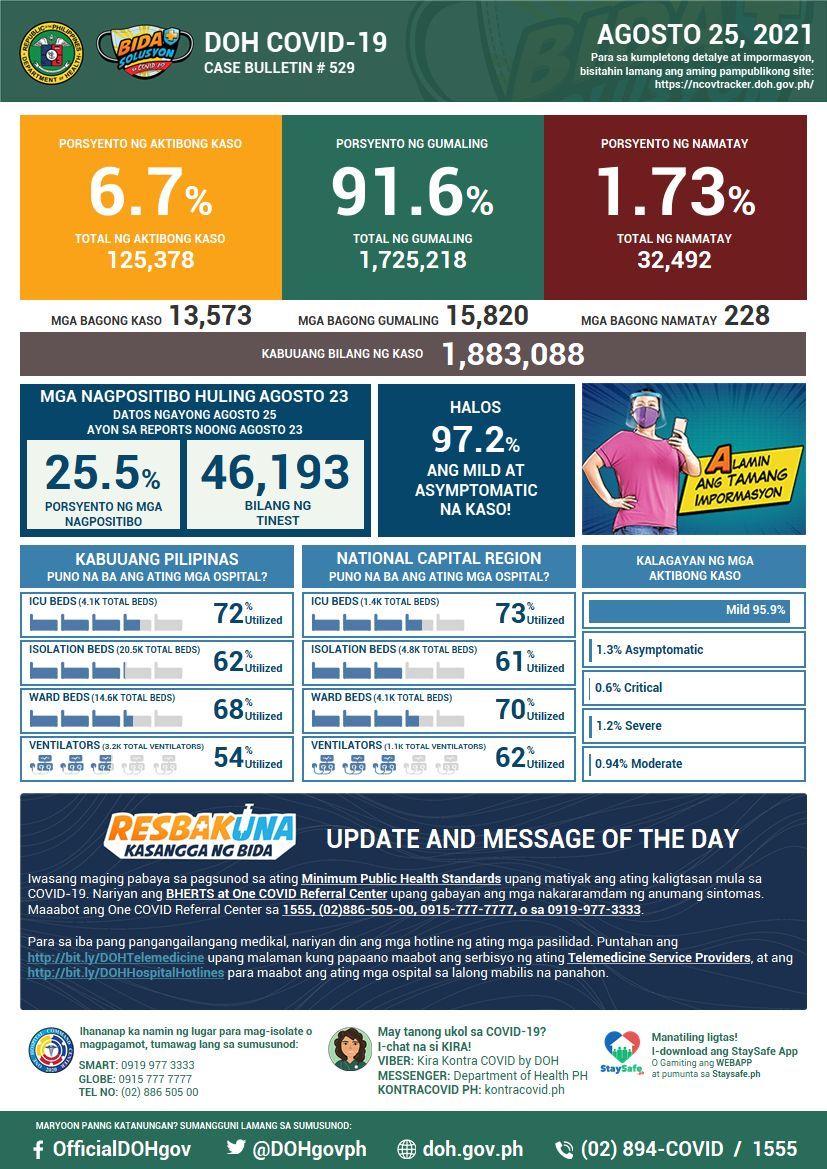 REPUBLIC OF THE PHILIPPINES
DEPARTMENT OF HEALTH
BIDA
SOLUSYON
DOH COVID-19
CASE BULLETIN # 529
AGOSTO 25, 2021
Para sa kumpletong detalye at impormasyon,
bisitahin lamang ang aming pampublikong site:
https://ncovtracker.doh.gov.ph/
PORSYENTO NG AKTIBONG KASO
6.7%
TOTAL NG AKTIBONG KASO
125,378
PORSYENTO NG GUMALING
91.6%
TOTAL NG GUMALING
1,725,218
PORSYENTO NG NAMATAY
1.73%
TOTAL NG NAMATAY
32,492
MGA BAGONG KASO 13,573
MGA BAGONG GUMALING 15,820
MGA BAGONG NAMATAY 228
KABUUANG BILANG NG KASO 1,883,088
MGA NAGPOSITIBO HULING AGOSTO 23
DATOS NGAYONG AGOSTO 25
AYON SA REPORTS NOONG AGOSTO 23
25.5%
PORSYENTO NG MGA
NAGPOSITIBO
46,193
BILANG NG
TINEST
HALOS
97.2%
ANG MILD AT
ASYMPTOMATIC
NA KASO!
ALAMIN
ANG TAMANG
IMPORMASYON
KABUUANG PILIPINAS
PUNO NA BA ANG ATING MGA OSPITAL?
ICU BEDS (4.1K TOTAL BEDS)
72% Utilized
ISOLATION BEDS (20.5K TOTAL BEDS)
62% Utilized
WARD BEDS (14.6K TOTAL BEDS)
68% Utilized
VENTILATORS (3.2K TOTAL VENTILATORS)
54% Utilized
NATIONAL CAPITAL REGION
PUNO NA BA ANG ATING MGA OSPITAL?
ICU BEDS (1.4K TOTAL BEDS)
73% Utilized
ISOLATION BEDS (4.8K TOTAL BEDS)
61% Utilized
WARD BEDS (4.1K TOTAL BEDS)
70% Utilized
VENTILATORS (1.1K TOTAL VENTILATORS)
62% Utilized
KALAGAYAN NG MGA
AKTIBONG KASO
Mild 95.9%
1.3% Asymptomatic
0.6% Critical
1.2% Severe
0.94% Moderate
RESBAKUNA
KASANGGA NG BIDA
UPDATE AND MESSAGE OF THE DAY
Iwasang maging pabaya sa pagsunod sa ating Minimum Public Health Standards upang matiyak ang ating kaligtasan mula sa
COVID-19. Nariyan ang BHERTS at One COVID Referral Center upang gabayan ang mga nakararamdam ng anumang sintomas.
Maaabot ang One COVID Referral Center sa 1555, (02)886-505-00, 0915-777-7777, o sa 0919-977-3333.
Para sa iba pang pangangailangang medikal, nariyan din ang mga hotline ng ating mga pasilidad. Puntahan ang
http://bit.ly/DOHTelemedicine upang malaman kung papaano maabot ang serbisyo ng ating Telemedicine Service Providers, at ang
http://bit.ly/DOHHospitalHotlines para maabot ang ating mga ospital sa lalong mabilis na panahon.
Ihahanap ka namin ng lugar para mag-isolate o
magpagamot, tumawag lang sa sumusunod:
SMART: 0919 977 3333
GLOBE: 0915 777 7777
TEL NO: (02) 886 505 00
May tanong ukol sa COVID-19?
I-chat na si KIRA!
VIBER: Kira Kontra COVID by DOH
MESSENGER: Department of Health PH
KONTRACOVID PH: kontracovid.ph
StaySafe
Manatiling ligtas!
I-download ang StaySafe App
O Gamiting ang WEBAPP
at pumunta sa Staysafe.ph
MARYOON PANNG KATANUNGAN? SUMANGGUNI LAMANG SA SUMUSUNOD:
OfficialDOHgov
@DOHgovph
doh.gov.ph
(02) 894-COVID / 1555